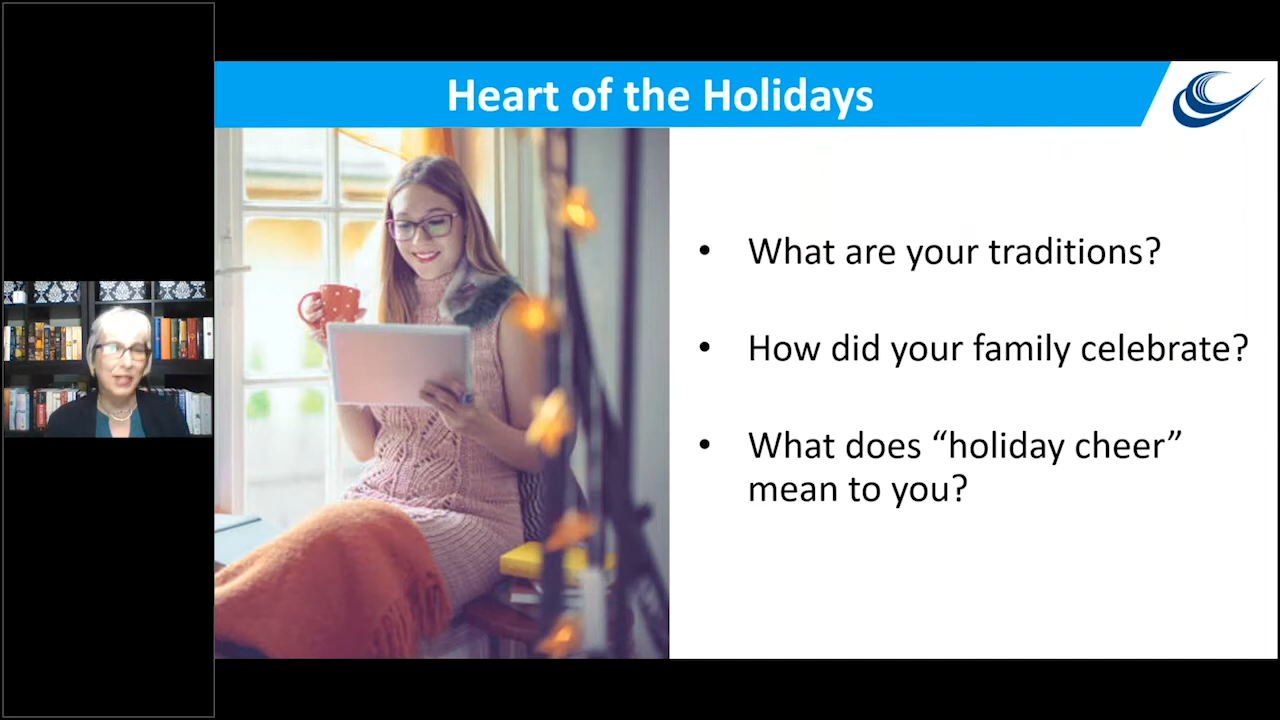 Heart of the Holidays
• What are your traditions?
• How did your family celebrate?
• What does “holiday cheer”
mean to you?